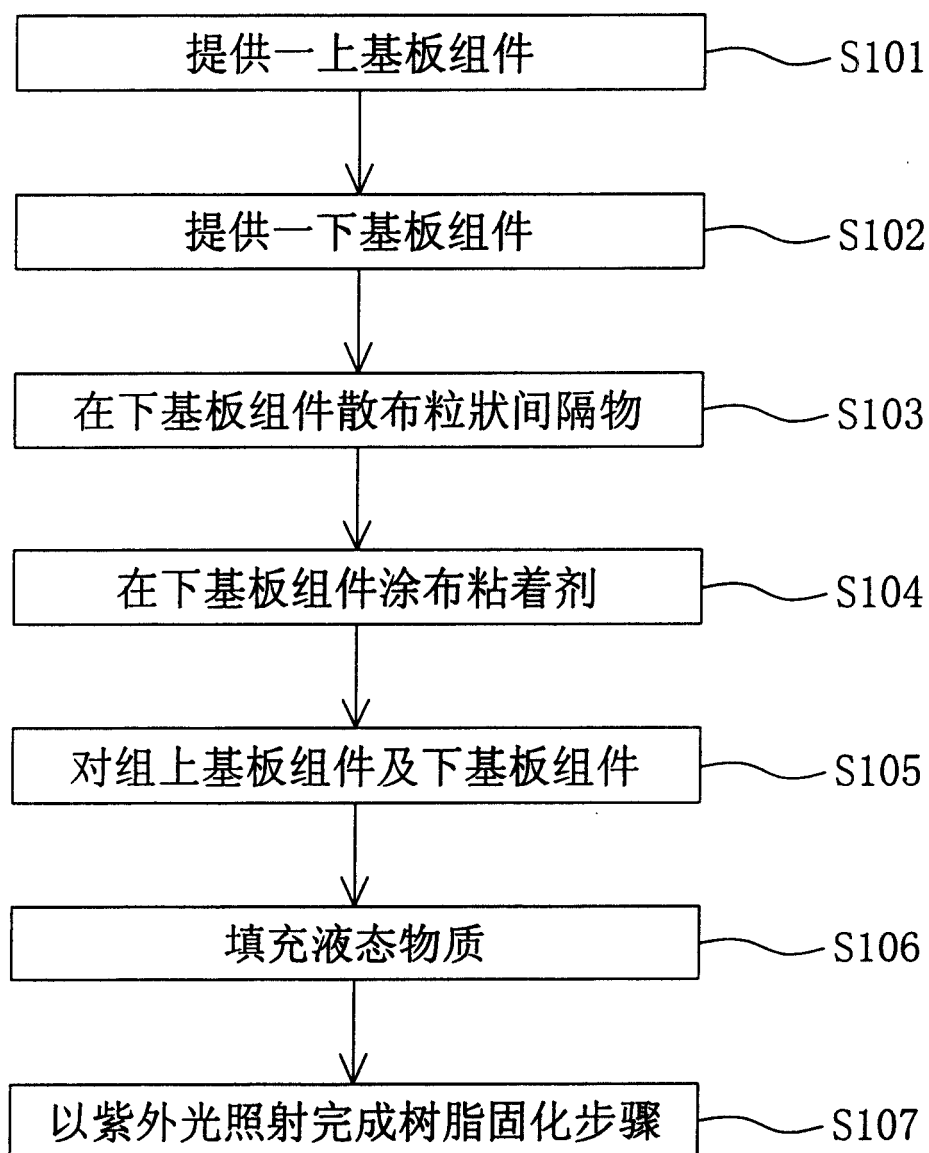 提供一上基板组件
S101
提供一下基板组件
S102
在下基板组件散布粒狀间隔物
S103
在下基板组件涂布粘着剂
S104
对组上基板组件及下基板组件
S105
填充液态物质
S106
以紫外光照射完成树脂固化步骤
S107